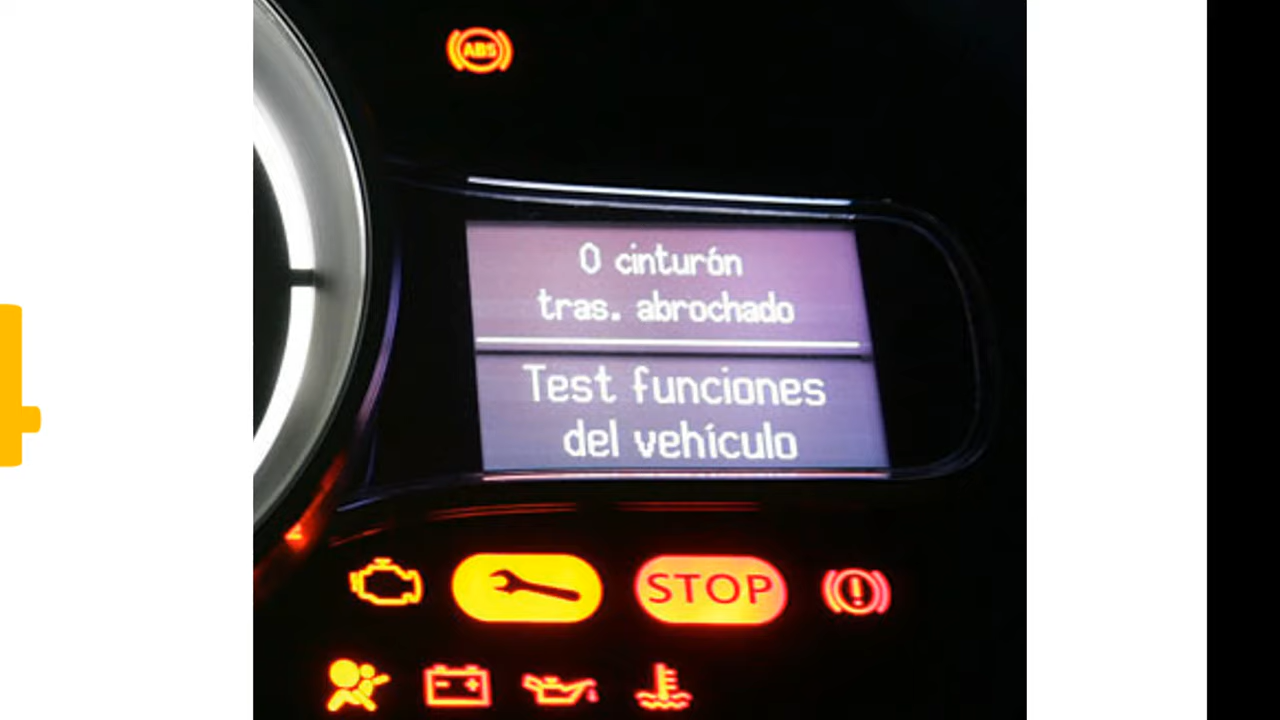 ABS
0 cinturón
tras. abrochado
Test funciones
del vehículo
STOP